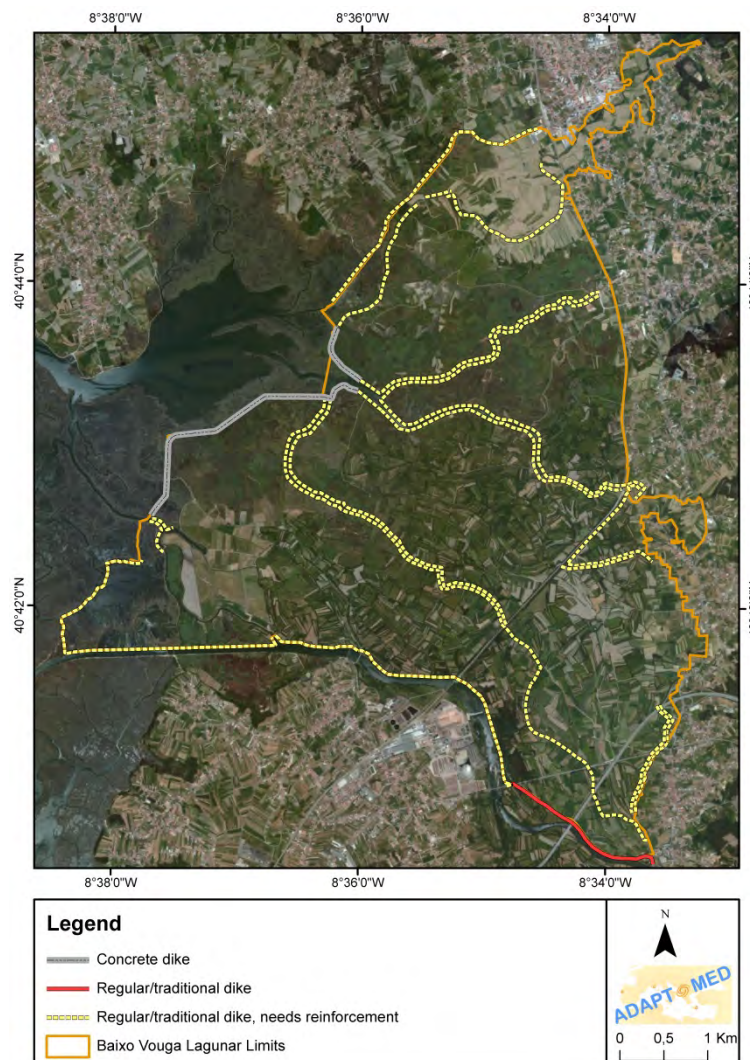 8°38'0"W 8°36'0"W 8°34'0"W
40°44'0"N
40°42'0"N
8°38'0"W 8°36'0"W 8°34'0"W
Legend
Concrete dike
Regular/traditional dike
Regular/traditional dike, needs reinforcement
Baixo Vouga Lagunar Limits
N
ADAPT MED
0 0,5 1 Km